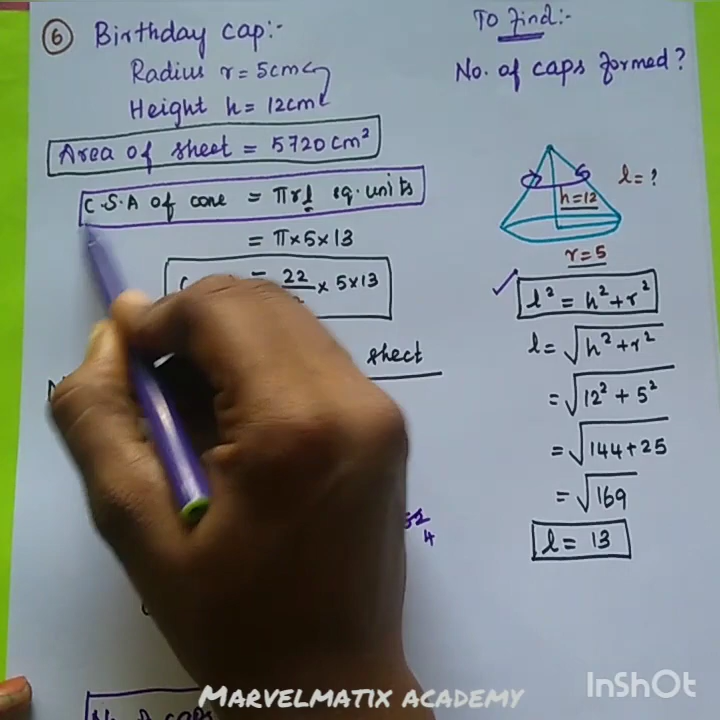 6 Birthday cap:-
Radius r = 5cm
Height h = 12cm
Area of sheet = 5720 cm²
C.S.A of cone = πrl sq.units
= π×5×13
= 22 × 5×13
sheet
To Find:-
No. of caps formed?
l = ?
h=12
r = 5
l² = h² + r²
l = √h² + r²
= √12² + 5²
= √144+25
= √169
l = 13
52
4
MARVELMATIX ACADEMY
InShOt